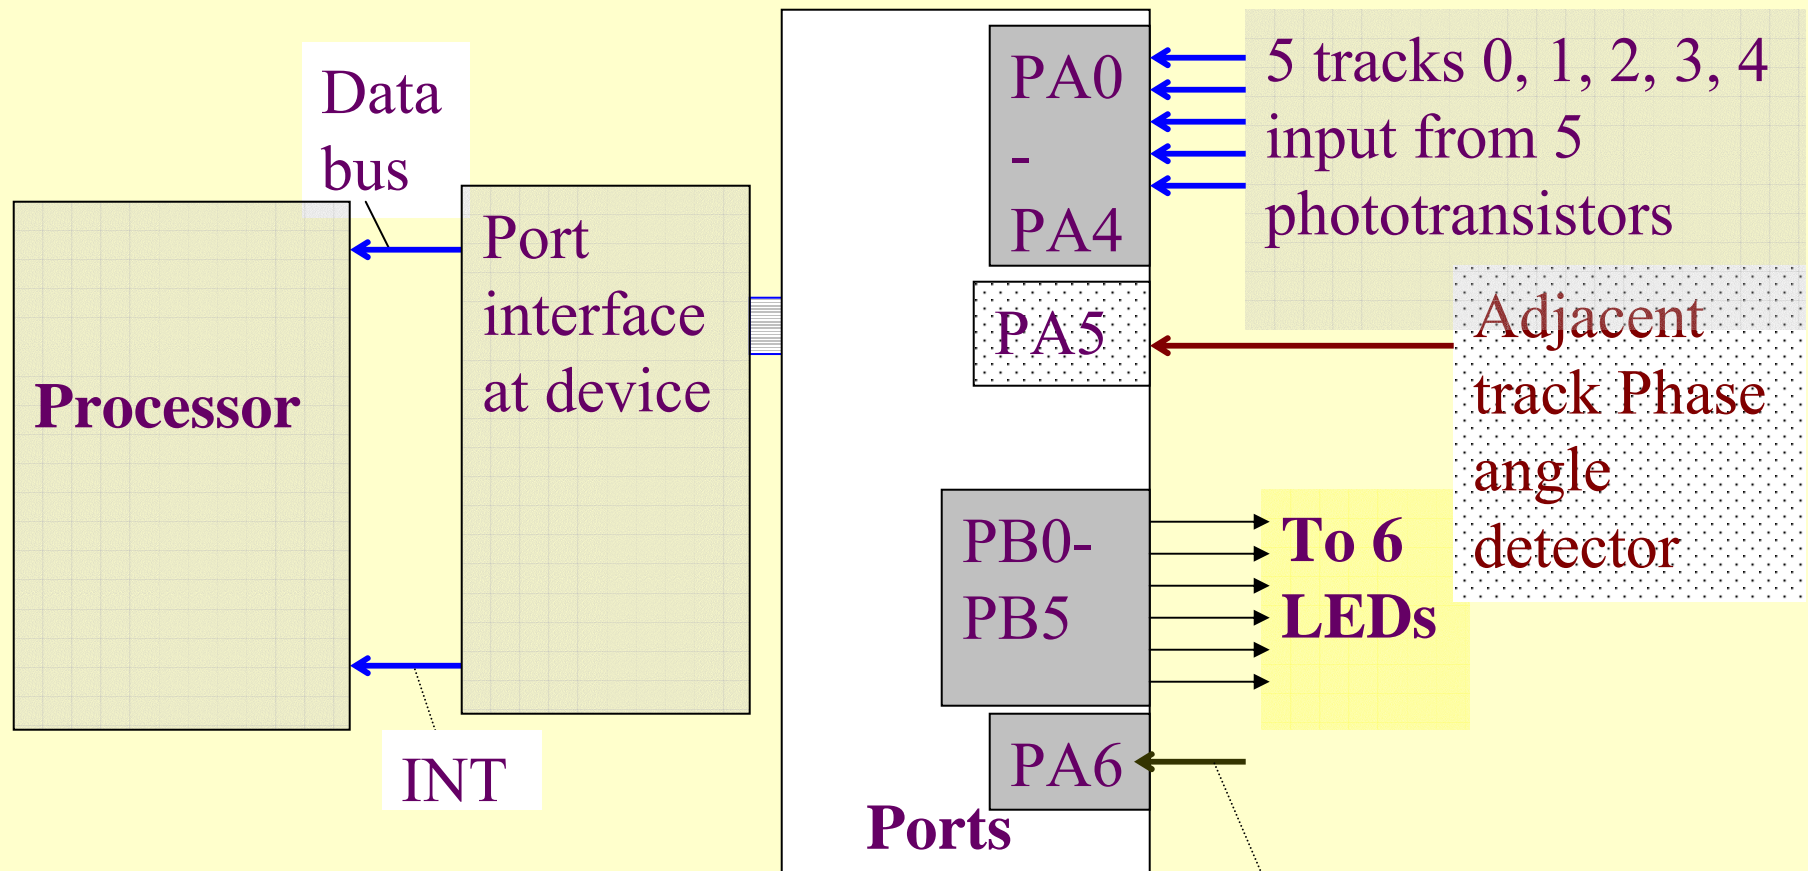 Data
bus
Processor
Port
interface
at device
INT
PA0
-
PA4
PA5
PB0-
PB5
PA6
Ports
5 tracks 0, 1, 2, 3, 4
input from 5
phototransistors
Adjacent
track Phase
angle
detector
To 6
LEDs